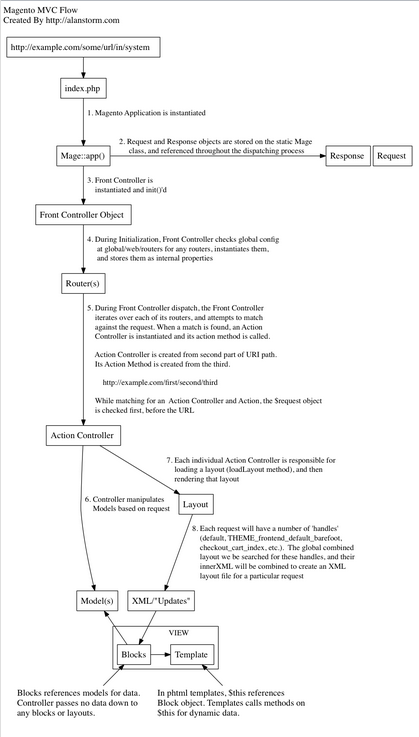 Magento MVC Flow
Created By http://alanstorm.com
http://example.com/some/url/in/system
index.php
1. Magento Application is instantiated
2. Request and Response objects are stored on the static Mage
class, and referenced throughout the dispatching process
Mage::app()
Response
Request
3. Front Controller is
instantiated and init()'d
Front Controller Object
4. During Initialization, Front Controller checks global config
at global/web/routers for any routers, instantiates them,
and stores them as internal properties
Router(s)
5. During Front Controller dispatch, the Front Controller
iterates over each of its routers, and attempts to match
against the request. When a match is found, an Action
Controller is instantiated and its action method is called.
Action Controller is created from second part of URI path.
Its Action Method is created from the third.
http://example.com/first/second/third
While matching for an Action Controller and Action, the $request object
is checked first, before the URL
Action Controller
7. Each individual Action Controller is responsible for
loading a layout (loadLayout method), and then
rendering that layout
6. Controller manipulates
Models based on request
Layout
8. Each request will have a number of 'handles'
(default, THEME_frontend_default_barefoot,
checkout_cart_index, etc.). The global combined
layout we be searched for these handles, and their
innerXML will be combined to create an XML
layout file for a particular request
Model(s)
XML/"Updates"
VIEW
Blocks
Template
Blocks references models for data.
Controller passes no data down to
any blocks or layouts.
In phtml templates, $this references
Block object. Templates calls methods on
$this for dynamic data.